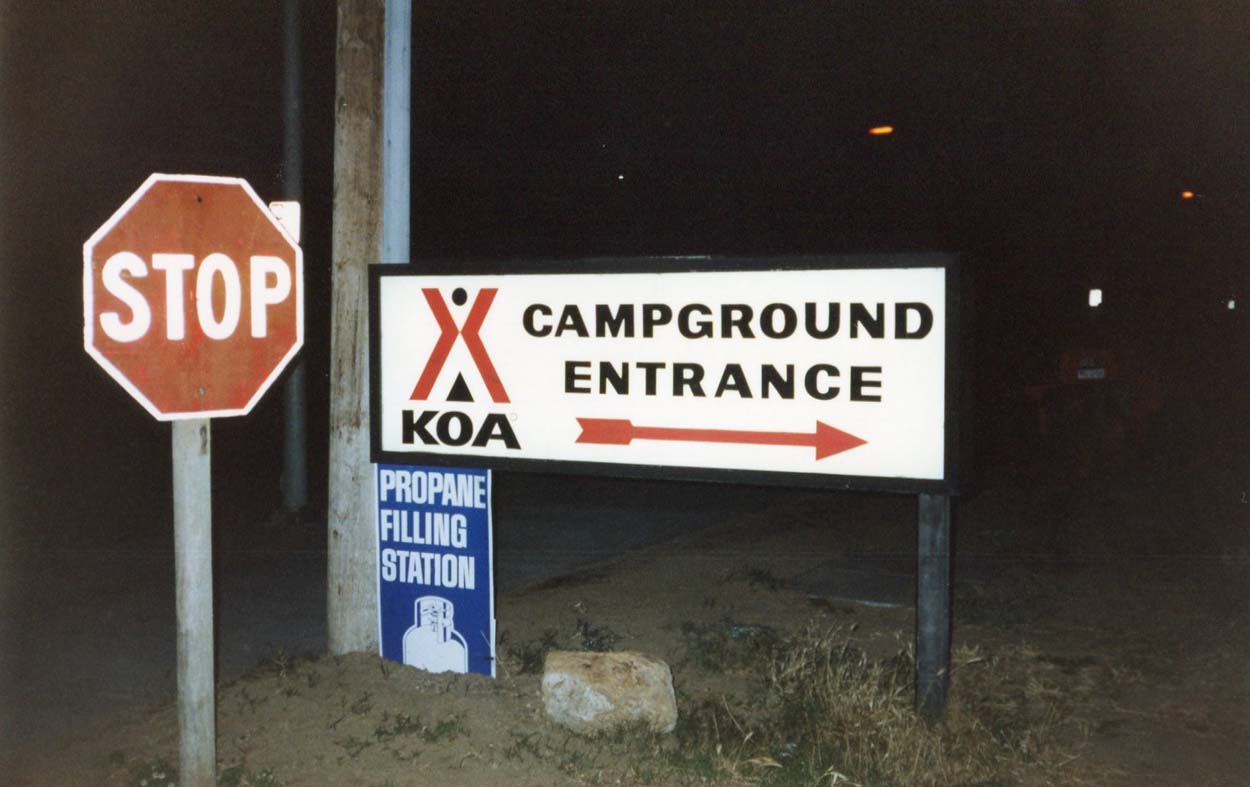 STOP
CAMPGROUND
ENTRANCE
KOA
PROPANE
FILLING
STATION